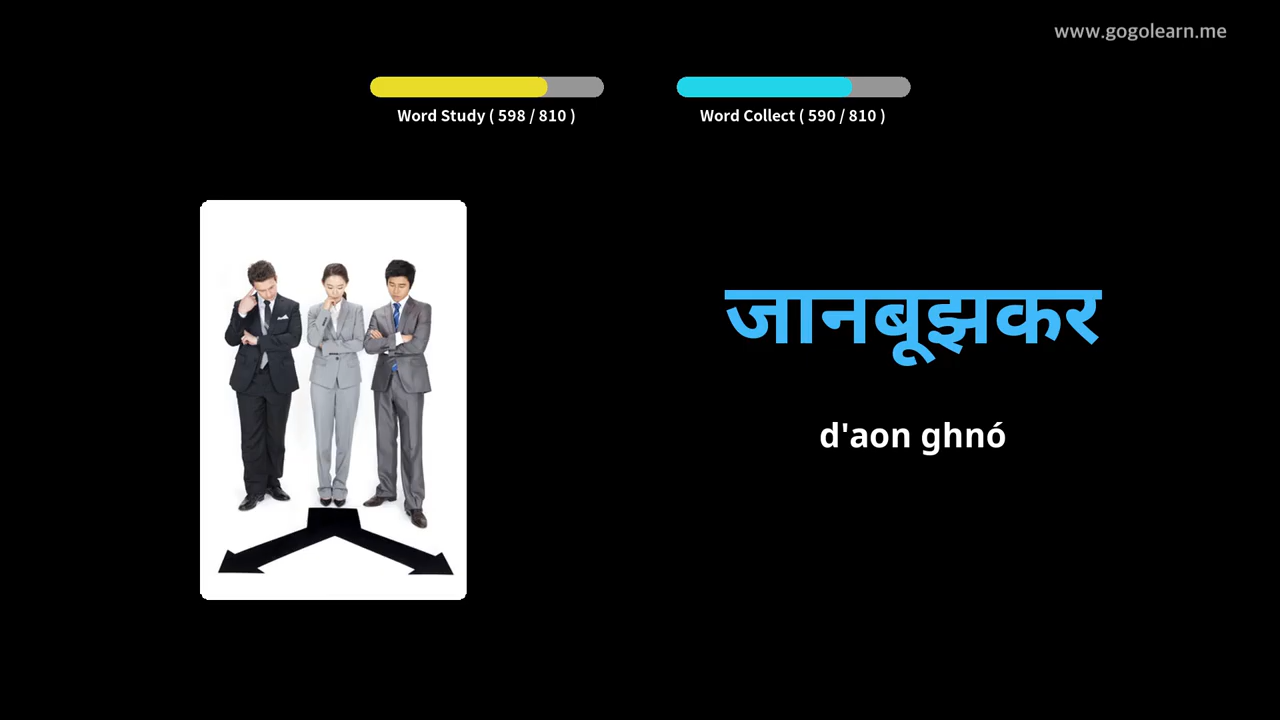 www.gogolearn.me
Word Study ( 598 / 810 )
Word Collect ( 590 / 810 )
जानबूझकर
d'aon ghnó